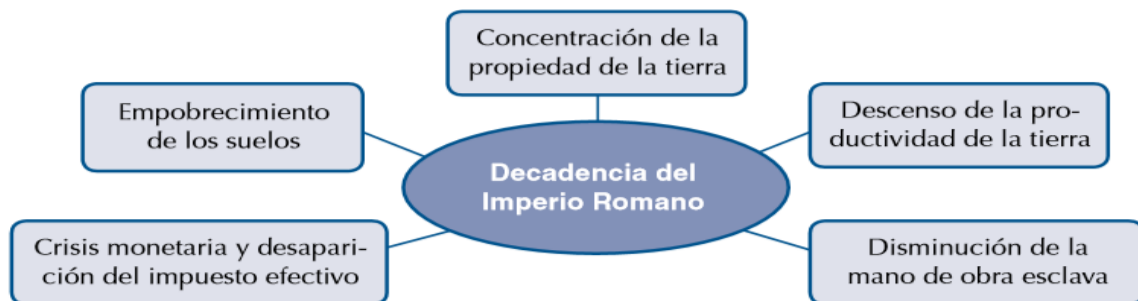 Concentración de la
propiedad de la tierra
Empobrecimiento
de los suelos
Descenso de la pro-
ductividad de la tierra
Decadencia del
Imperio Romano
Crisis monetaria y desapari-
ción del impuesto efectivo
Disminución de la
mano de obra esclava